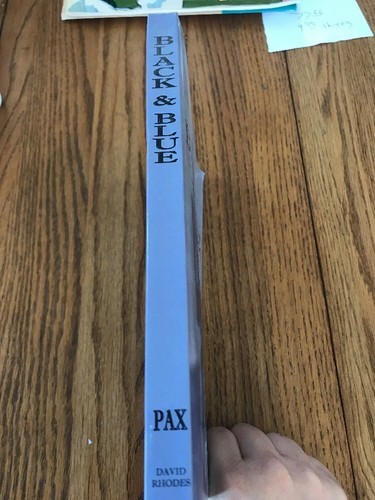 BLACK & BLUE
PAX
DAVID
RHODES